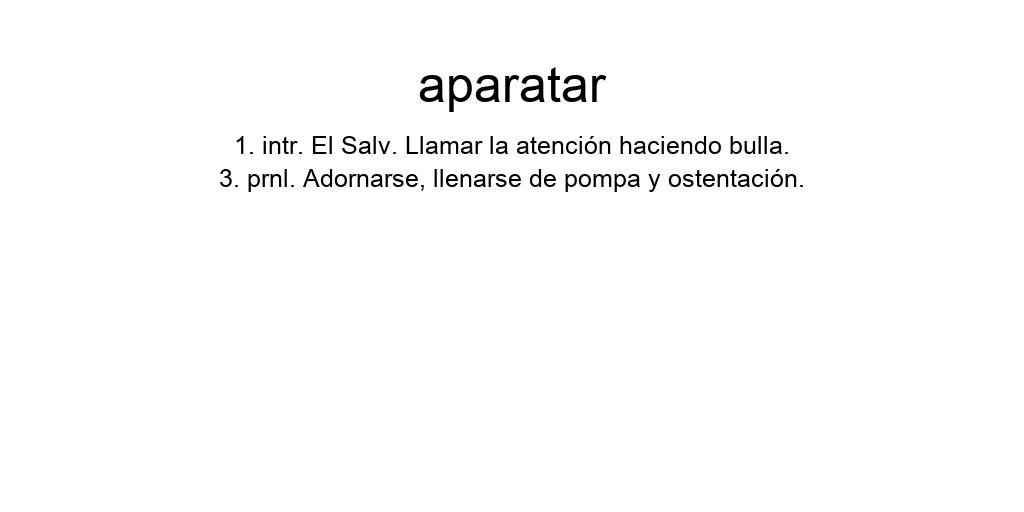 aparatar
1. intr. El Salv. Llamar la atención haciendo bulla.
3. prnl. Adornarse, llenarse de pompa y ostentación.